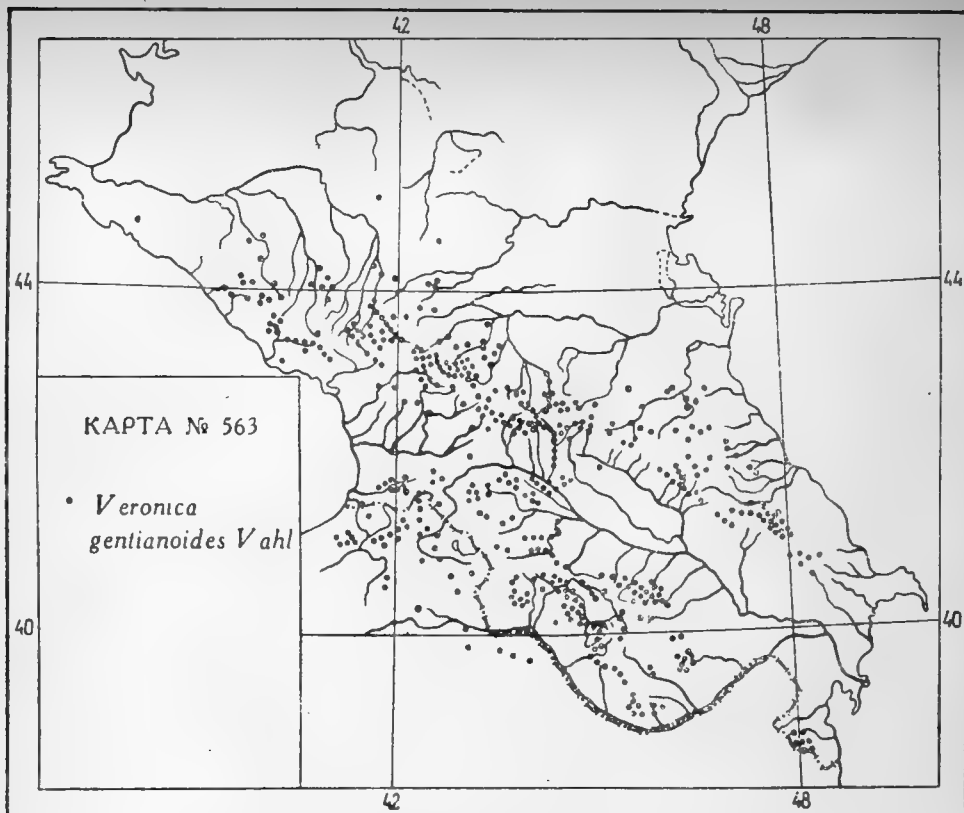 42 48
44 44
КАРТА № 563
• Veronica
gentianoides Vahl
40 40
42 48